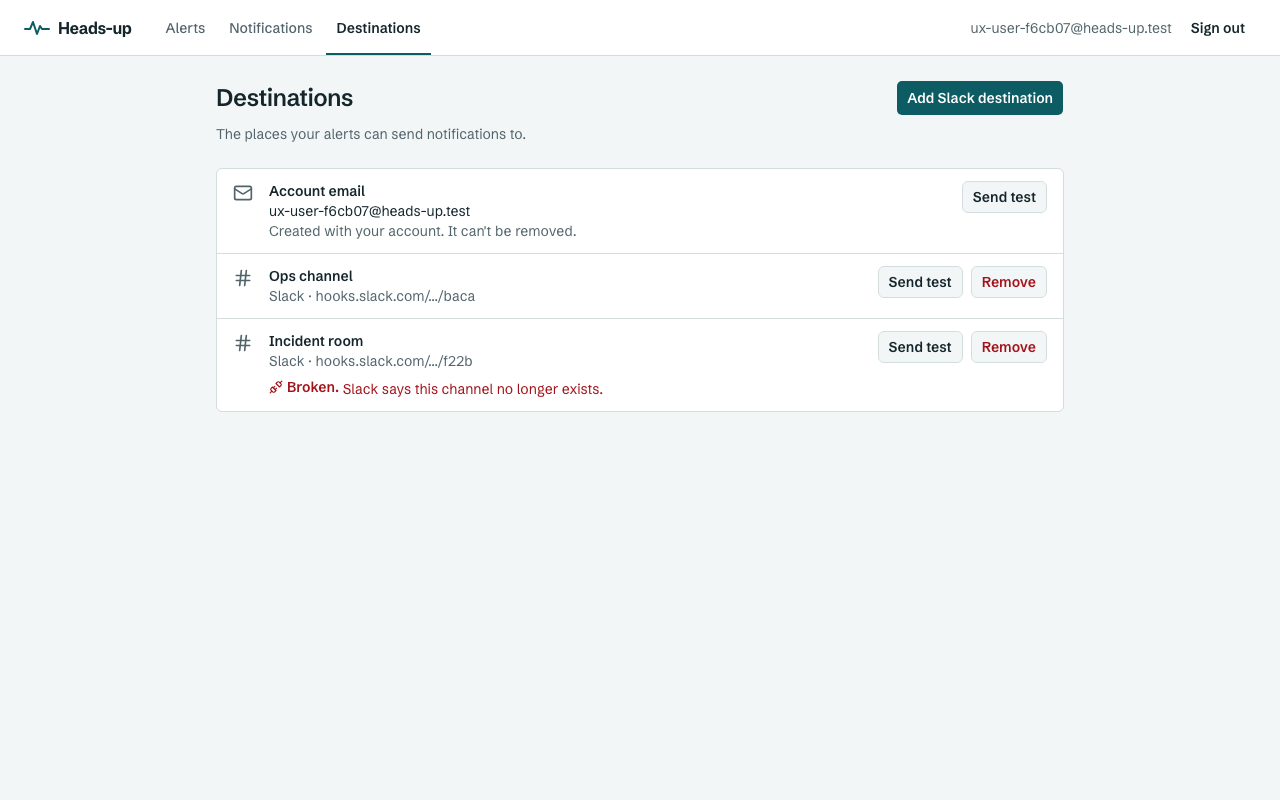 Heads-up
Alerts
Notifications
Destinations
ux-user-f6cb07@heads-up.test
Sign out
Destinations
Add Slack destination
The places your alerts can send notifications to.
Account email
Send test
ux-user-f6cb07@heads-up.test
Created with your account. It can't be removed.
Ops channel
Send test
Remove
Slack · hooks.slack.com/…/baca
Incident room
Send test
Remove
Slack · hooks.slack.com/…/f22b
Broken. Slack says this channel no longer exists.